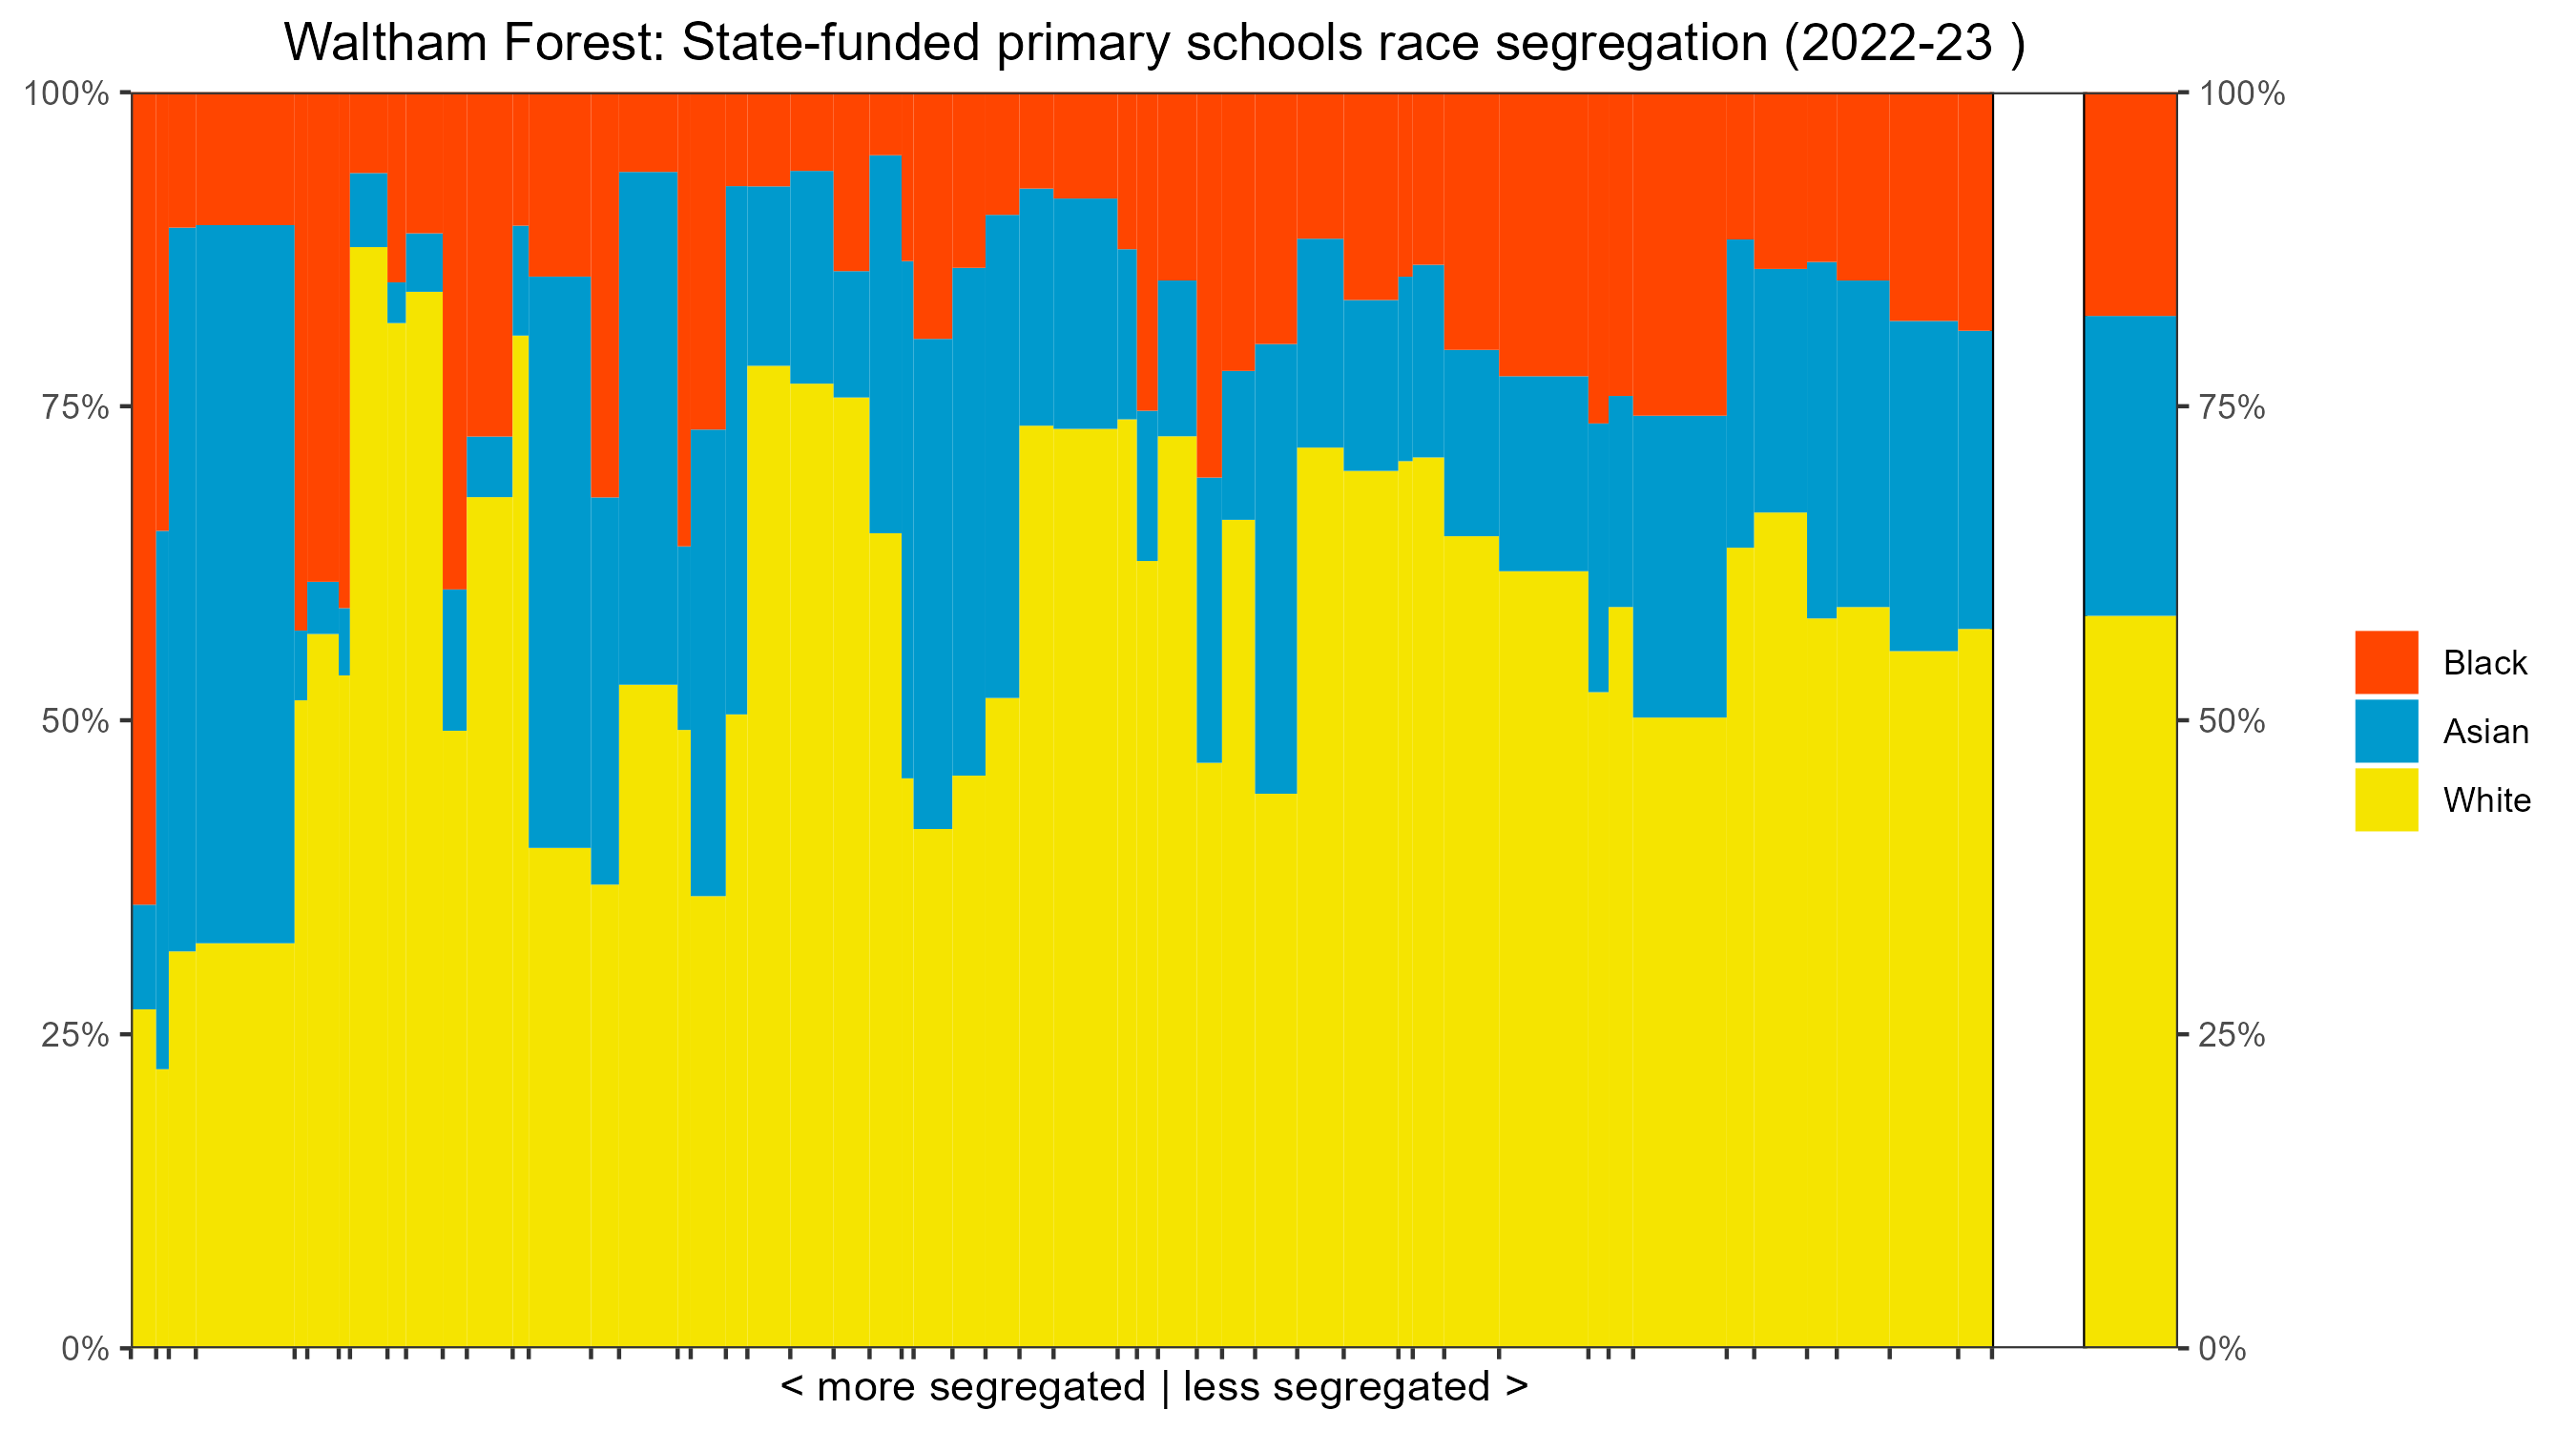 Waltham Forest: State-funded primary schools race segregation (2022-23 )
100%
100%
75%
75%
50%
50%
25%
25%
0%
0%
Black
Asian
White
< more segregated | less segregated >